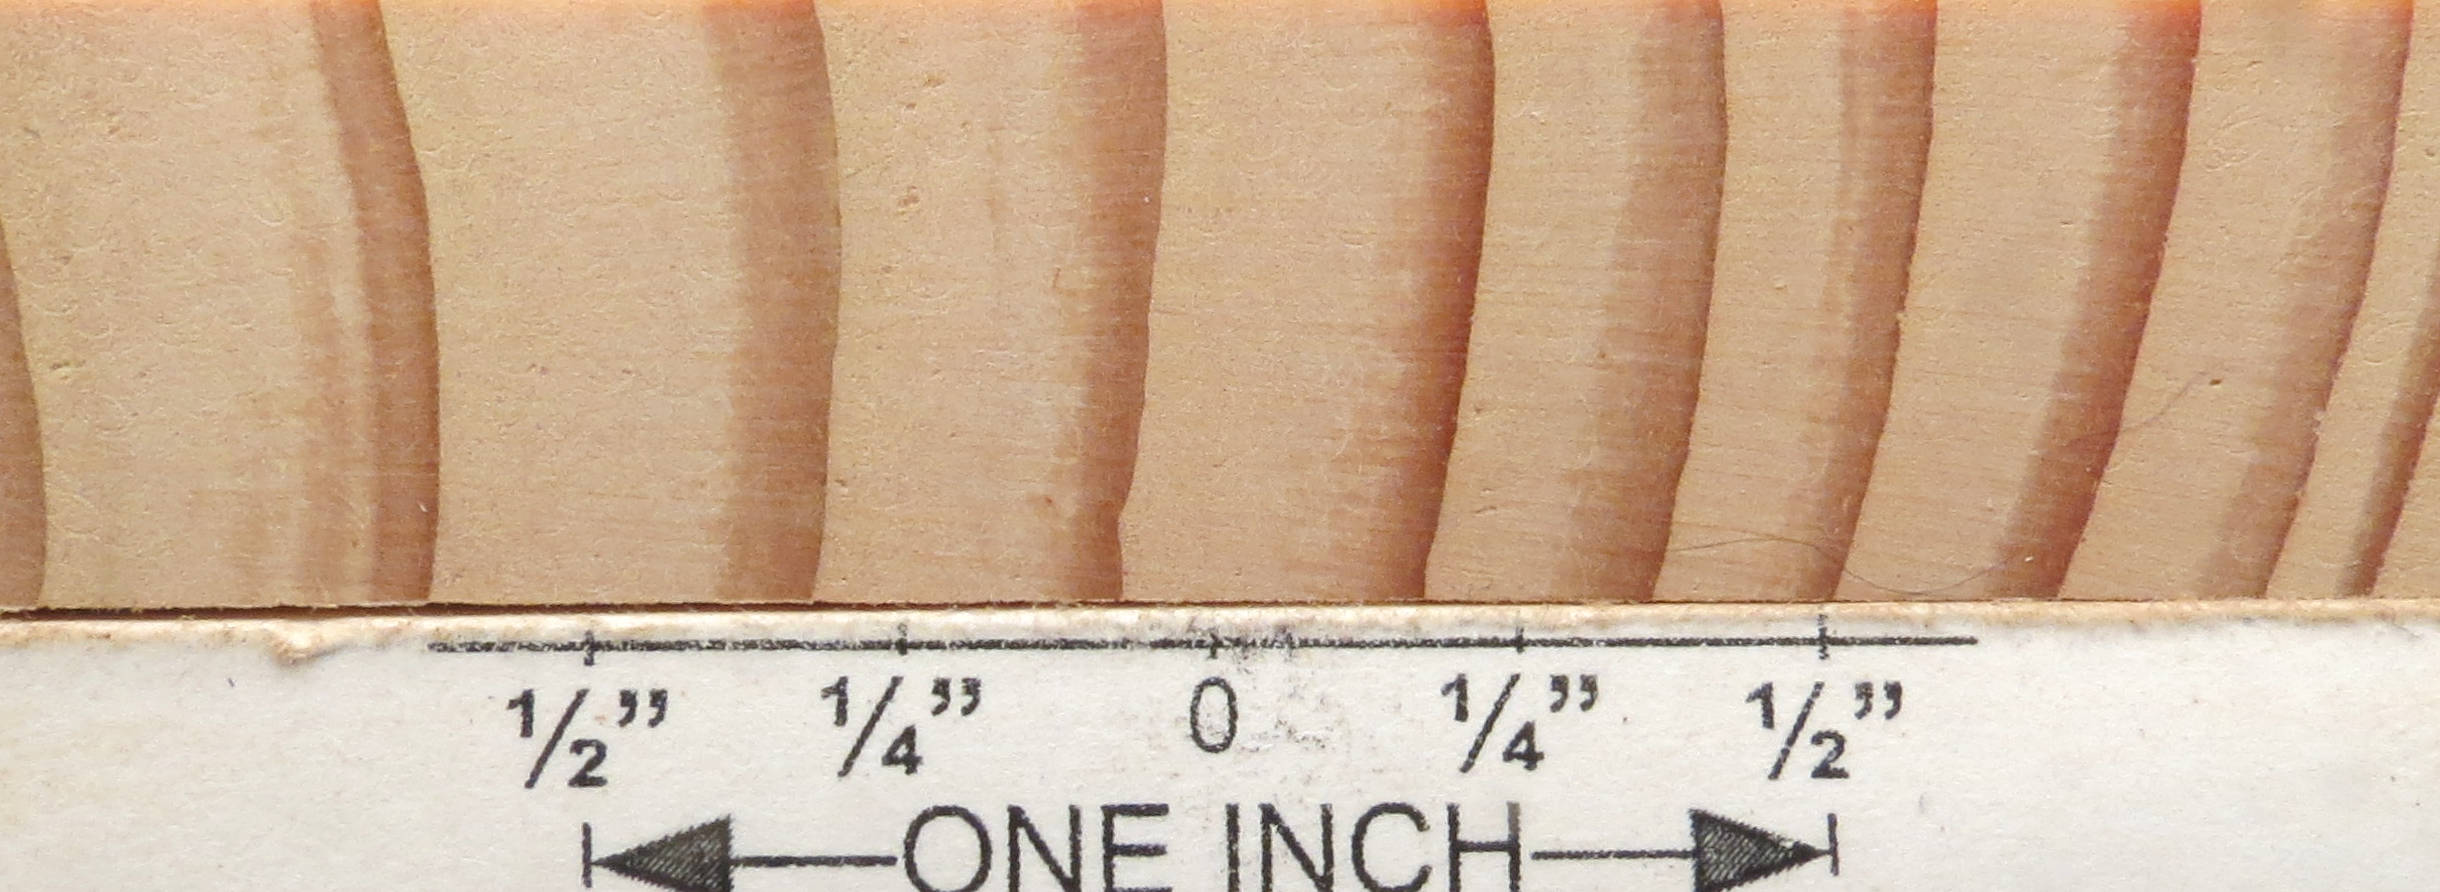 1/2” 1/4” 0 1/4” 1/2”
ONE INCH